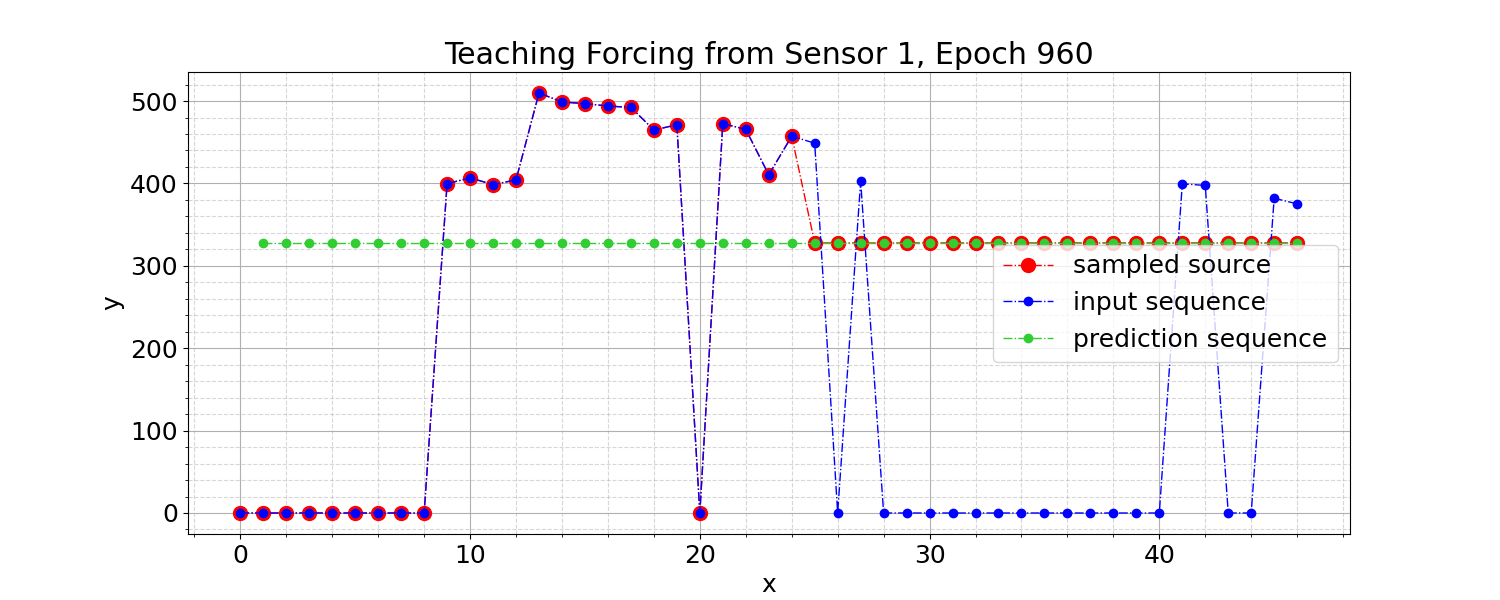 Teaching Forcing from Sensor 1, Epoch 960
500
400
300
200
100
0
y
sampled source
input sequence
prediction sequence
0 10 20 30 40
x